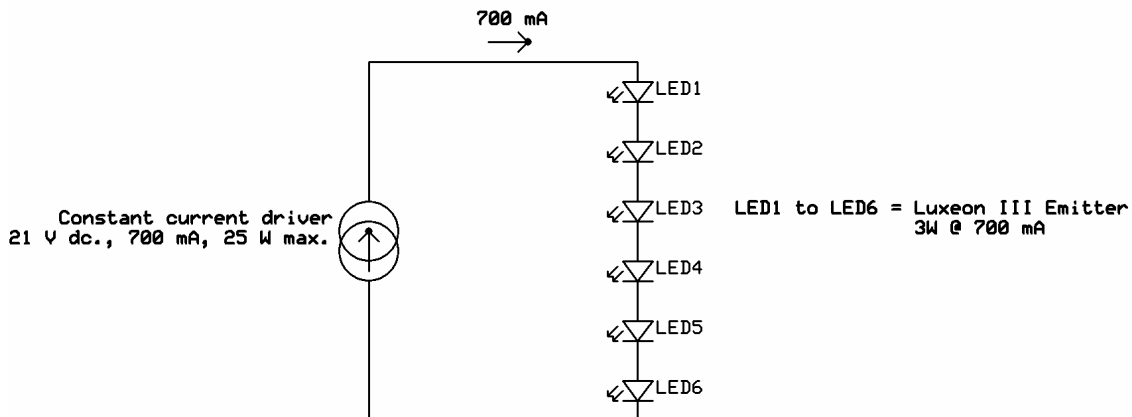 700 mA
LED1
LED2
Constant current driver
21 V dc., 700 mA, 25 W max.
LED3
LED1 to LED6 = Luxeon III Emitter
3W @ 700 mA
LED4
LED5
LED6